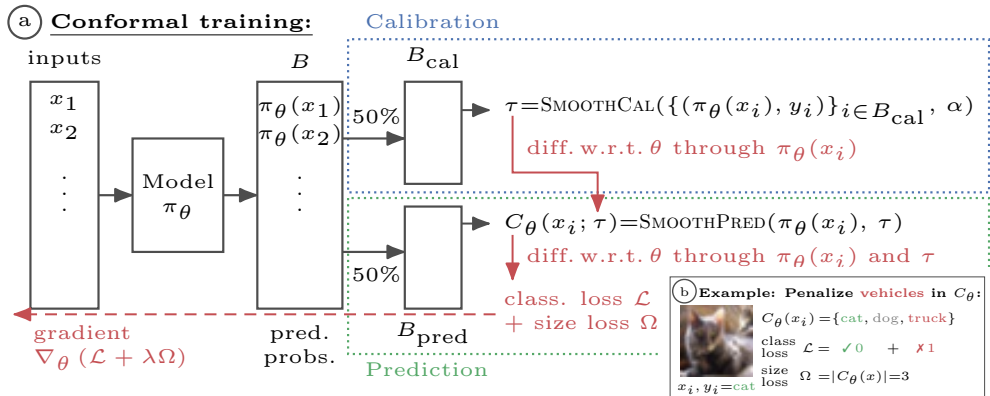 a Conformal training:
Calibration
inputs
B
B_cal
x_1
x_2
π_θ(x_1)
π_θ(x_2)
50%
τ=SMOOTHCAL({(π_θ(x_i), y_i)}_{i∈B_cal}, α)
diff. w.r.t. θ through π_θ(x_i)
Model
π_θ
C_θ(x_i; τ)=SMOOTHPRED(π_θ(x_i), τ)
diff. w.r.t. θ through π_θ(x_i) and τ
50%
class. loss ℒ
+ size loss Ω
B_pred
gradient
∇_θ(ℒ + λΩ)
pred.
probs.
Prediction
b Example: Penalize vehicles in C_θ:
C_θ(x_i)={cat, dog, truck}
class
loss ℒ = ✓0 + ✗1
size
loss Ω =|C_θ(x)|=3
x_i, y_i=cat